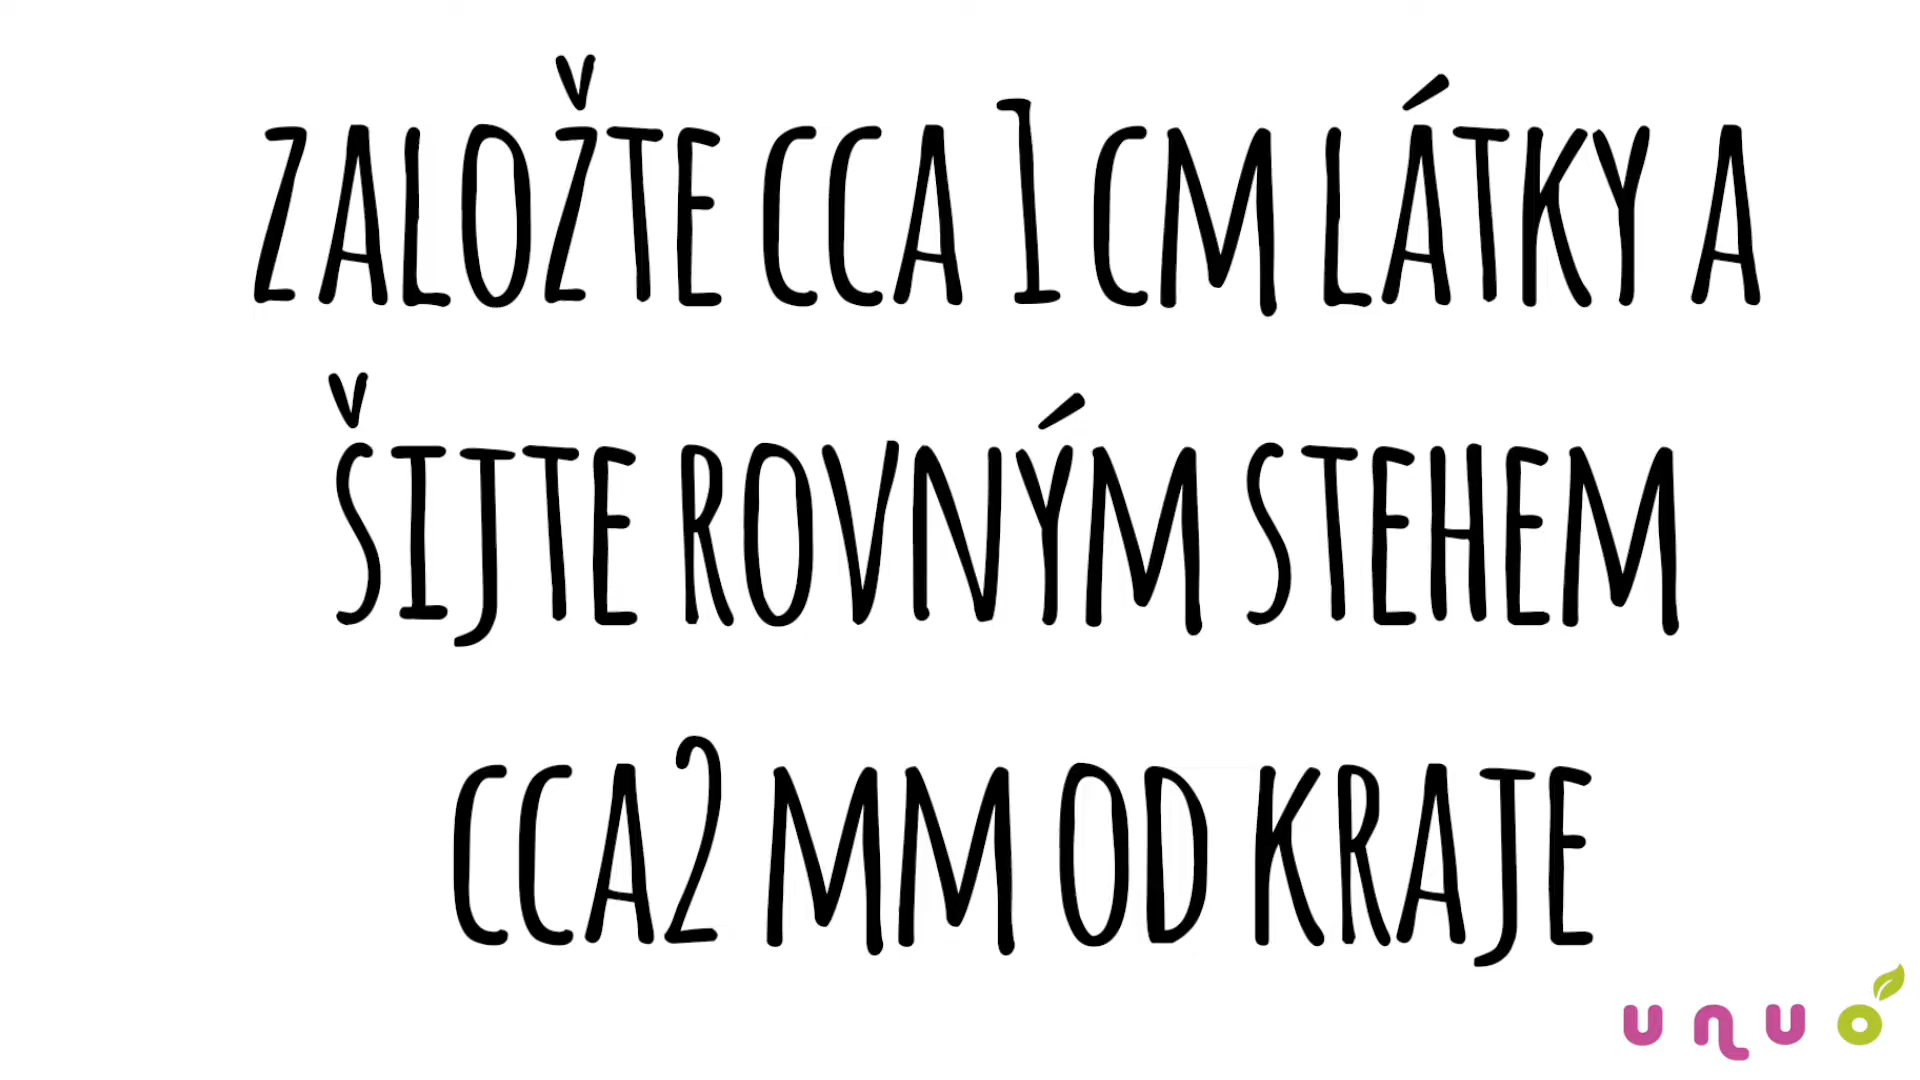 ZALOŽTE CCA 1 CM LÁTKY A
ŠIJTE ROVNÝM STEHEM
CCA2 MM OD KRAJE
unuo